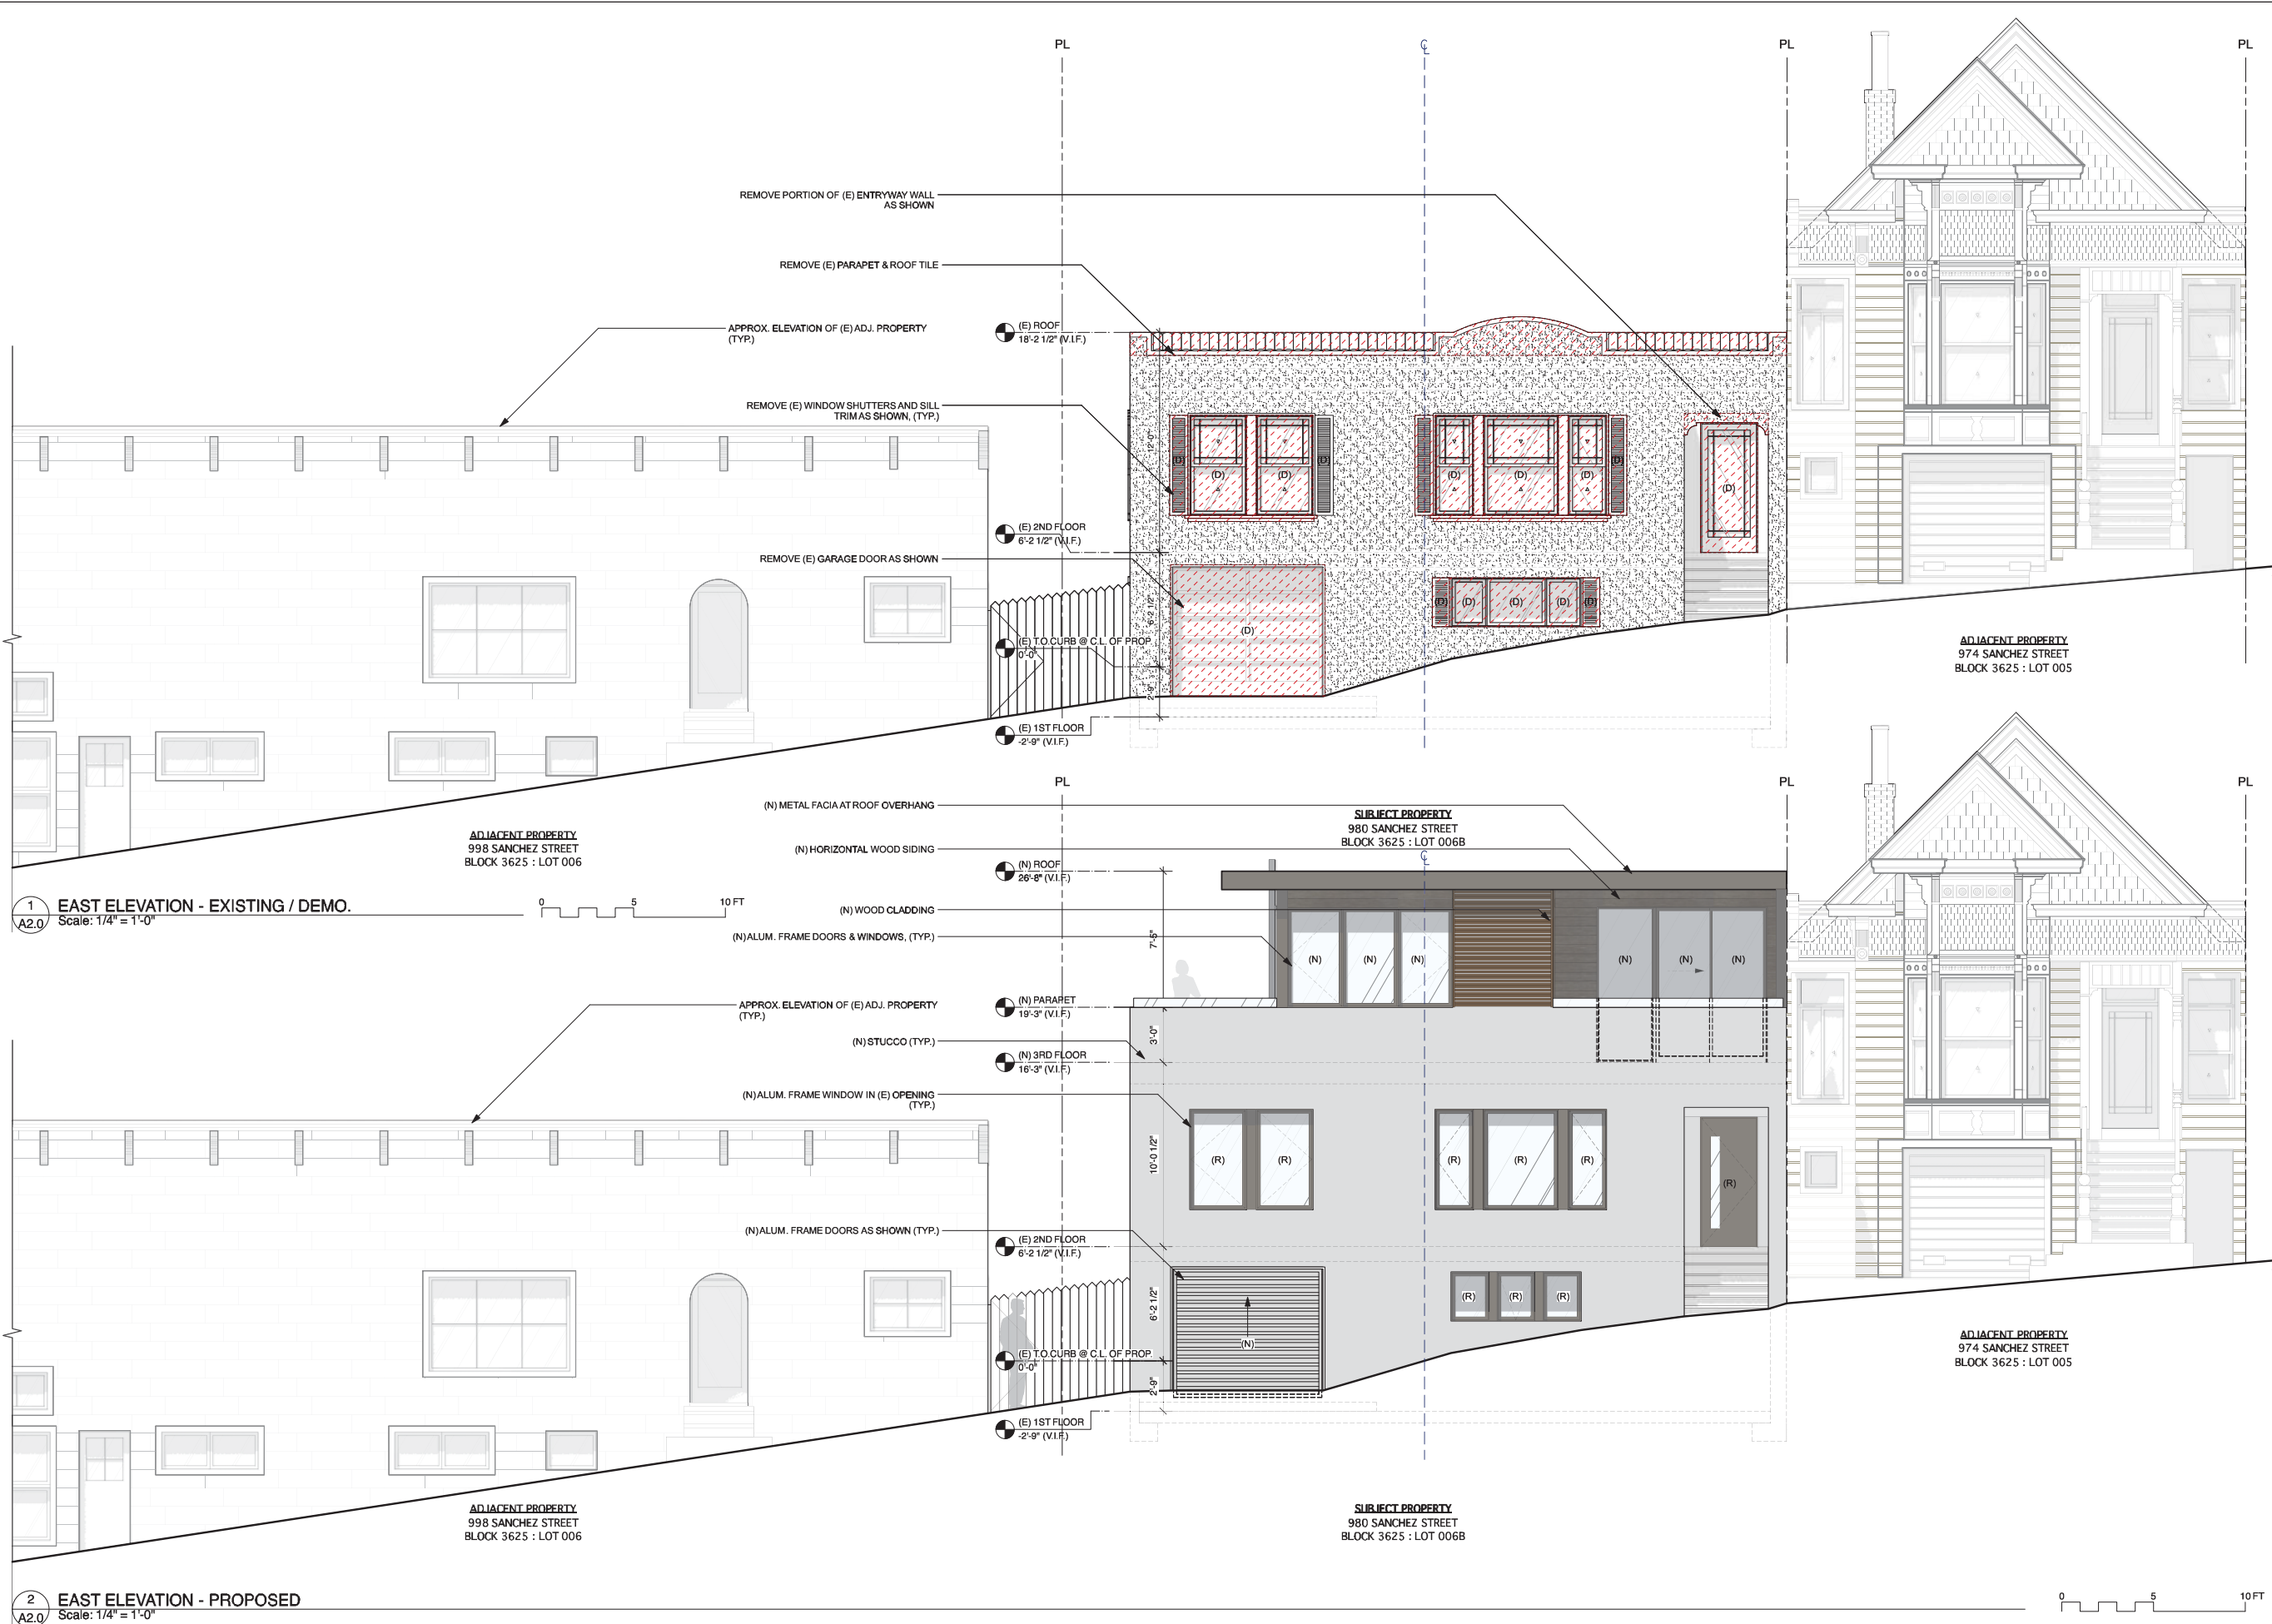 PL
℄
PL
PL
REMOVE PORTION OF (E) ENTRYWAY WALL
AS SHOWN
REMOVE (E) PARAPET & ROOF TILE
APPROX. ELEVATION OF (E) ADJ. PROPERTY
(TYP.)
(E) ROOF
18'-2 1/2" (V.I.F.)
REMOVE (E) WINDOW SHUTTERS AND SILL
TRIM AS SHOWN, (TYP.)
12'-0"
(D)
(D)
(D)
(D)
(D)
(D)
(D)
(D)
(D)
(E) 2ND FLOOR
6'-2 1/2" (V.I.F.)
REMOVE (E) GARAGE DOOR AS SHOWN
6'-2 1/2"
(D)
(D)
(D)
(D)
(D)
(D)
(E) T.O.CURB @ C.L. OF PROP.
0'-0"
2'-9"
(E) 1ST FLOOR
-2'-9" (V.I.F.)
ADJACENT PROPERTY
974 SANCHEZ STREET
BLOCK 3625 : LOT 005
ADJACENT PROPERTY
998 SANCHEZ STREET
BLOCK 3625 : LOT 006
SUBJECT PROPERTY
980 SANCHEZ STREET
BLOCK 3625 : LOT 006B
1
A2.0
EAST ELEVATION - EXISTING / DEMO.
Scale: 1/4" = 1'-0"
0 5 10 FT
PL
℄
PL
PL
(N) METAL FACIA AT ROOF OVERHANG
(N) HORIZONTAL WOOD SIDING
(N) ROOF
26'-8" (V.I.F.)
(N) WOOD CLADDING
(N) ALUM. FRAME DOORS & WINDOWS, (TYP.)
7'-5"
(N)
(N)
(N)
(N)
(N)
(N)
APPROX. ELEVATION OF (E) ADJ. PROPERTY
(TYP.)
(N) PARAPET
19'-3" (V.I.F.)
(N) STUCCO (TYP.)
3'-0"
(N) 3RD FLOOR
16'-3" (V.I.F.)
(N) ALUM. FRAME WINDOW IN (E) OPENING
(TYP.)
10'-0 1/2"
(R)
(R)
(R)
(R)
(R)
(R)
(N) ALUM. FRAME DOORS AS SHOWN (TYP.)
(E) 2ND FLOOR
6'-2 1/2" (V.I.F.)
6'-2 1/2"
(R)
(R)
(R)
(N)
(E) T.O.CURB @ C.L. OF PROP.
0'-0"
2'-9"
(E) 1ST FLOOR
-2'-9" (V.I.F.)
ADJACENT PROPERTY
974 SANCHEZ STREET
BLOCK 3625 : LOT 005
ADJACENT PROPERTY
998 SANCHEZ STREET
BLOCK 3625 : LOT 006
SUBJECT PROPERTY
980 SANCHEZ STREET
BLOCK 3625 : LOT 006B
2
A2.0
EAST ELEVATION - PROPOSED
Scale: 1/4" = 1'-0"
0 5 10 FT